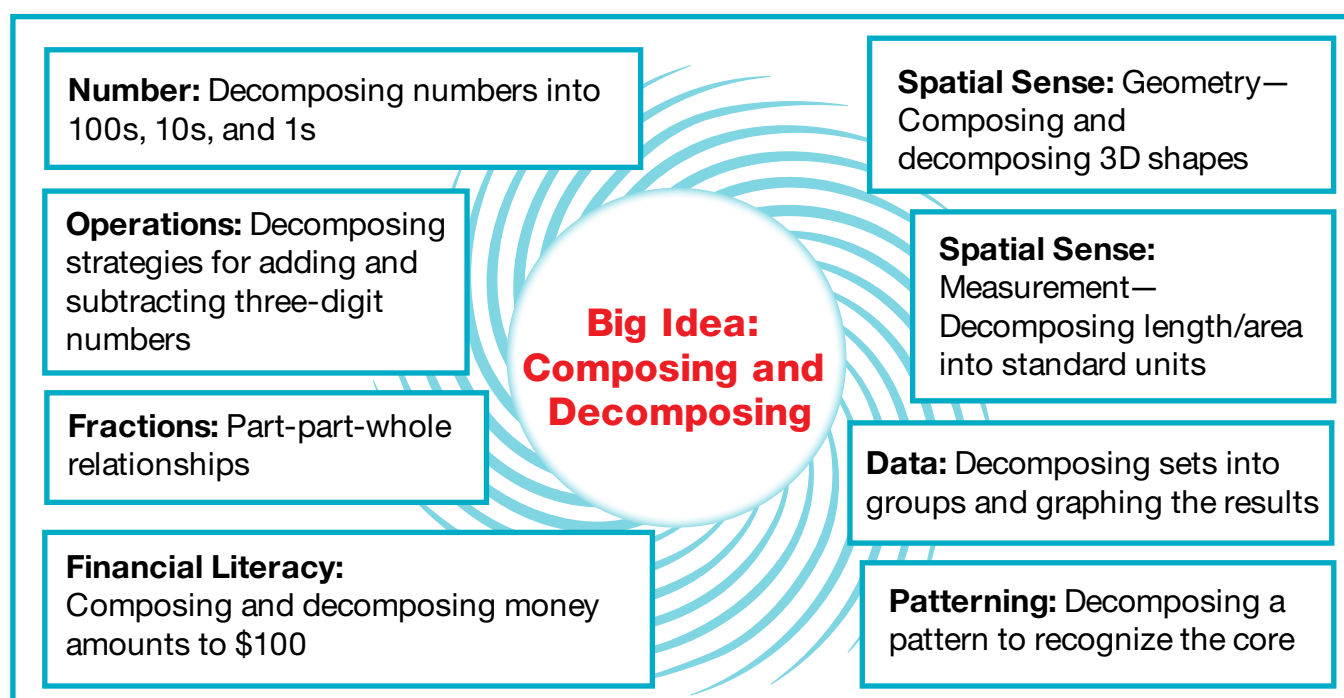 Number: Decomposing numbers into
100s, 10s, and 1s
Operations: Decomposing
strategies for adding and
subtracting three-digit
numbers
Fractions: Part-part-whole
relationships
Financial Literacy:
Composing and decomposing money
amounts to $100
Big Idea:
Composing and
Decomposing
Spatial Sense: Geometry—
Composing and
decomposing 3D shapes
Spatial Sense:
Measurement—
Decomposing length/area
into standard units
Data: Decomposing sets into
groups and graphing the results
Patterning: Decomposing a
pattern to recognize the core